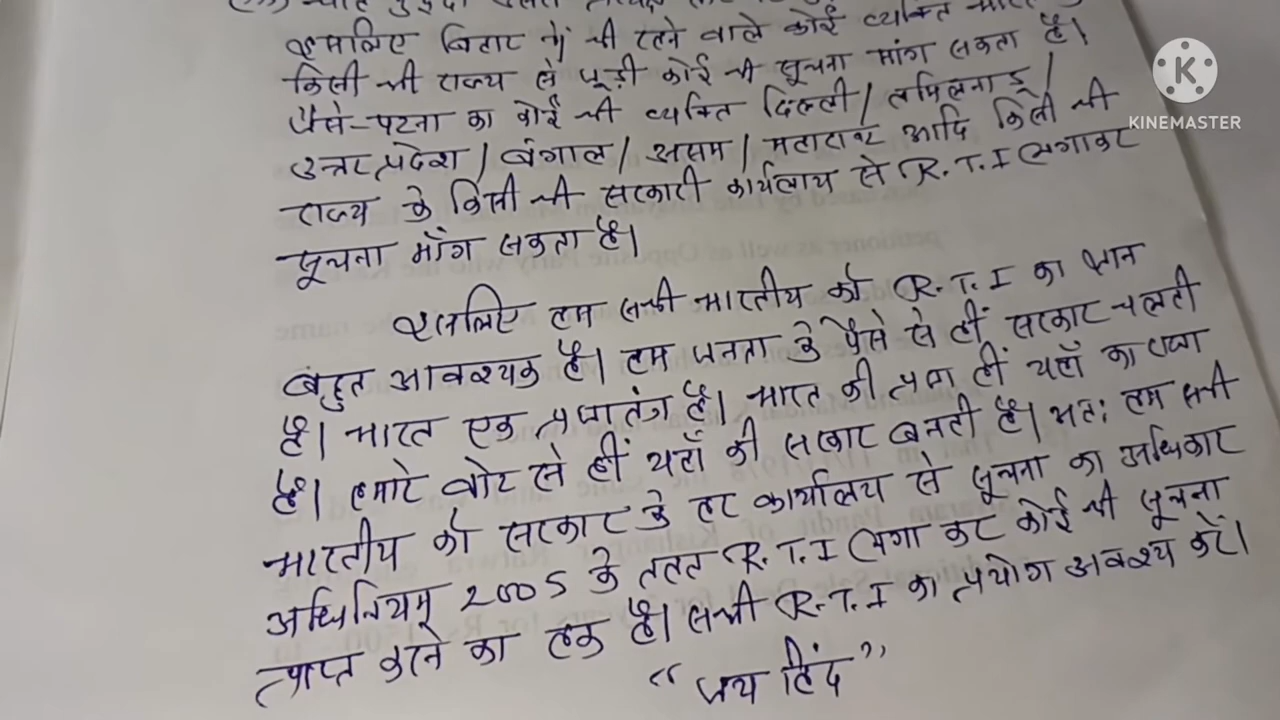 इसलिए बिहार में भी रहने वाले कोई व्यक्ति भारत के
किसी भी राज्य से जुड़ी कोई भी सूचना मांग सकता है।
जैसे-पटना का कोई भी व्यक्ति दिल्ली/तमिलनाडू/
उत्तर प्रदेश/बंगाल/असम/महाराष्ट्र आदि किसी भी
राज्य के किसी भी सरकारी कार्यालाय से R.T.I लगाकर
सूचना माँग सकता है।
इसलिए हम सभी भारतीय को R.T.I का ज्ञान
बहुत आवश्यक है। हम जनता के पैसे से हीं सरकार चलती
है। भारत एक प्रजातंत्र है। भारत की प्रजा हीं यहाँ का राजा
है। हमारे वोट से हीं यहाँ की सरकार बनती है। अतः हम सभी
भारतीय को सरकार के हर कार्यालय से सूचना का अधिकार
अधिनियम 2005 के तहत R.T.I लगा कर कोई भी सूचना
प्राप्त करने का हक है। सभी R.T.I का प्रयोग अवश्य करें।
"जय हिंद"
K
KINEMASTER